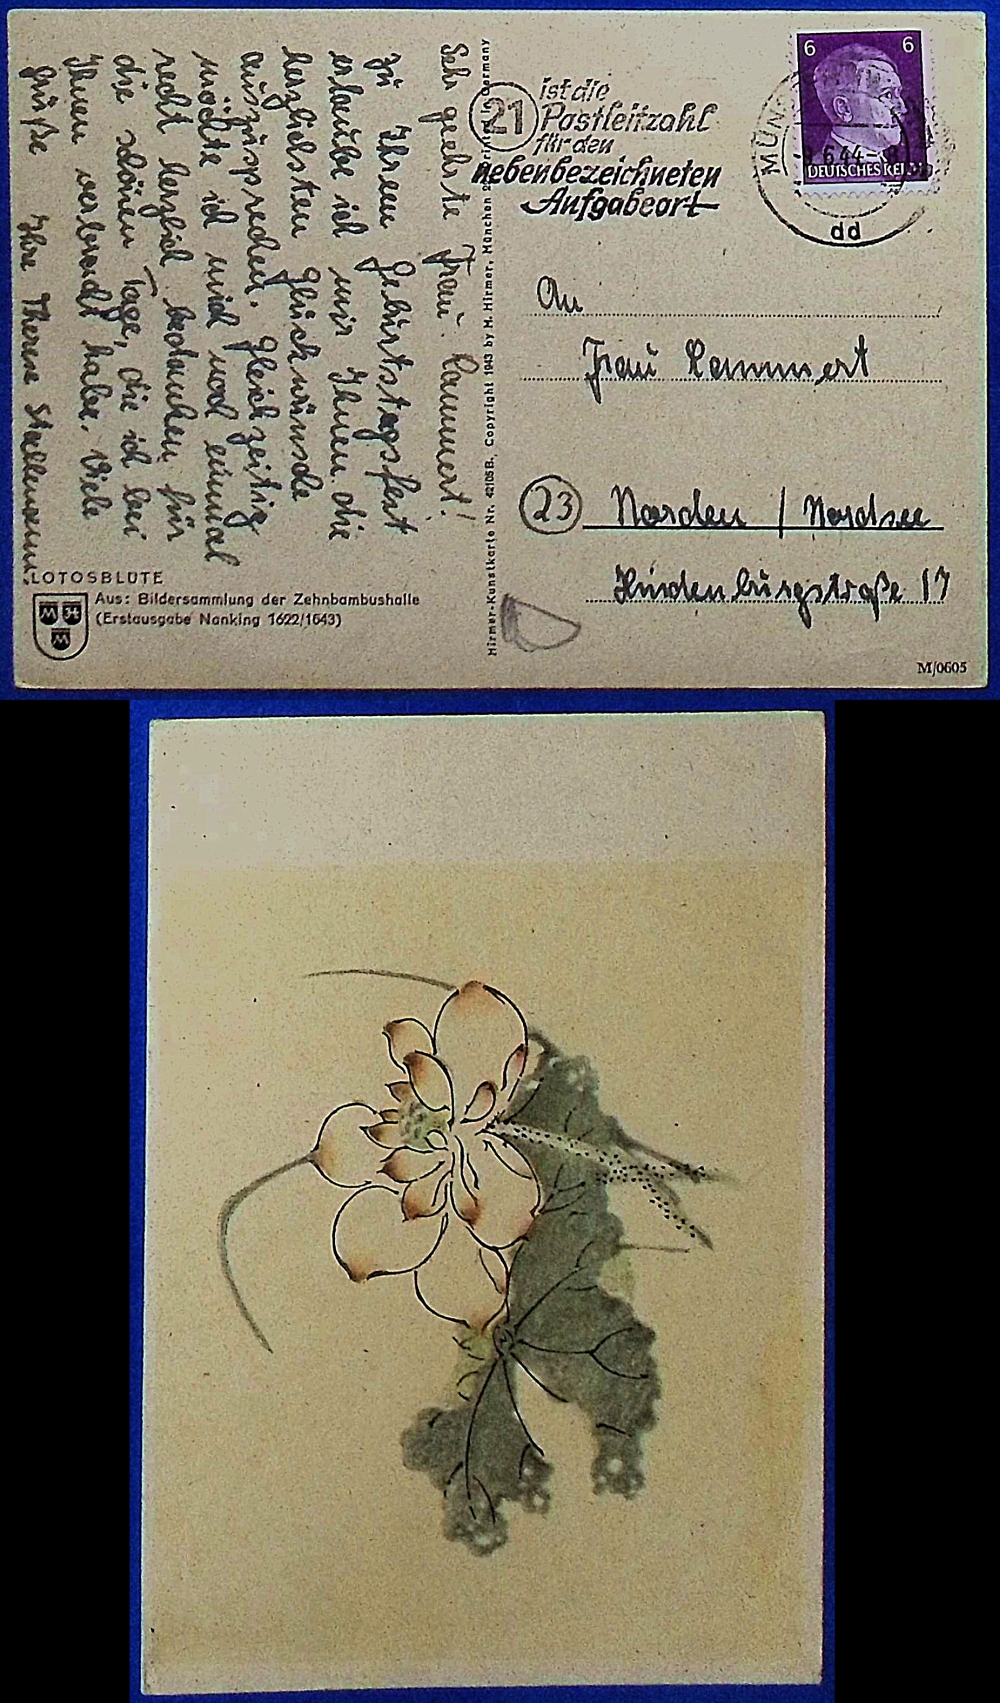 Sehr geehrte Frau Lammert!
Zu Ihrem Geburtstagsfest
erlaube ich mir Ihnen die
herzlichsten Glückwünsche
auszusprechen. Gleichzeitig
möchte ich mich noch einmal
recht herzlich bedanken für
die schönen Tage, die ich bei
Ihnen verbracht habe. Viele
Grüße Ihre Therese
LOTOSBLÜTE
Aus: Bildersammlung der Zehnbambushalle
(Erstausgabe Nanking 1622/1643)
Hirmer-Kunstkarte Nr. 42105B. Copyright 1943 by M. Hirmer, München in Germany
21 ist die
Postleitzahl
für den
nebenbezeichneten
Aufgabeort
6 6
DEUTSCHES REICH
MÜN
6.44
dd
An
Frau Lammert
23 Norden / Nordsee
Hindenburgstraße 17
M/0605